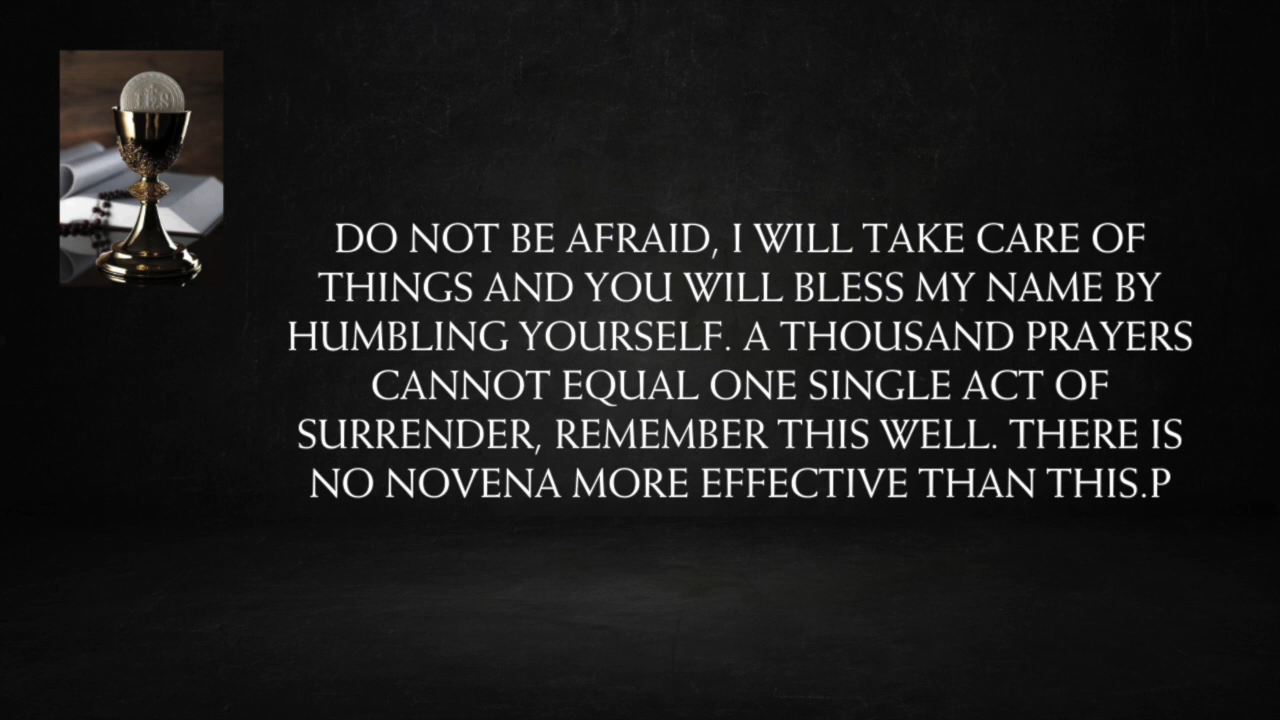 IHS
DO NOT BE AFRAID, I WILL TAKE CARE OF
THINGS AND YOU WILL BLESS MY NAME BY
HUMBLING YOURSELF. A THOUSAND PRAYERS
CANNOT EQUAL ONE SINGLE ACT OF
SURRENDER, REMEMBER THIS WELL. THERE IS
NO NOVENA MORE EFFECTIVE THAN THIS.P